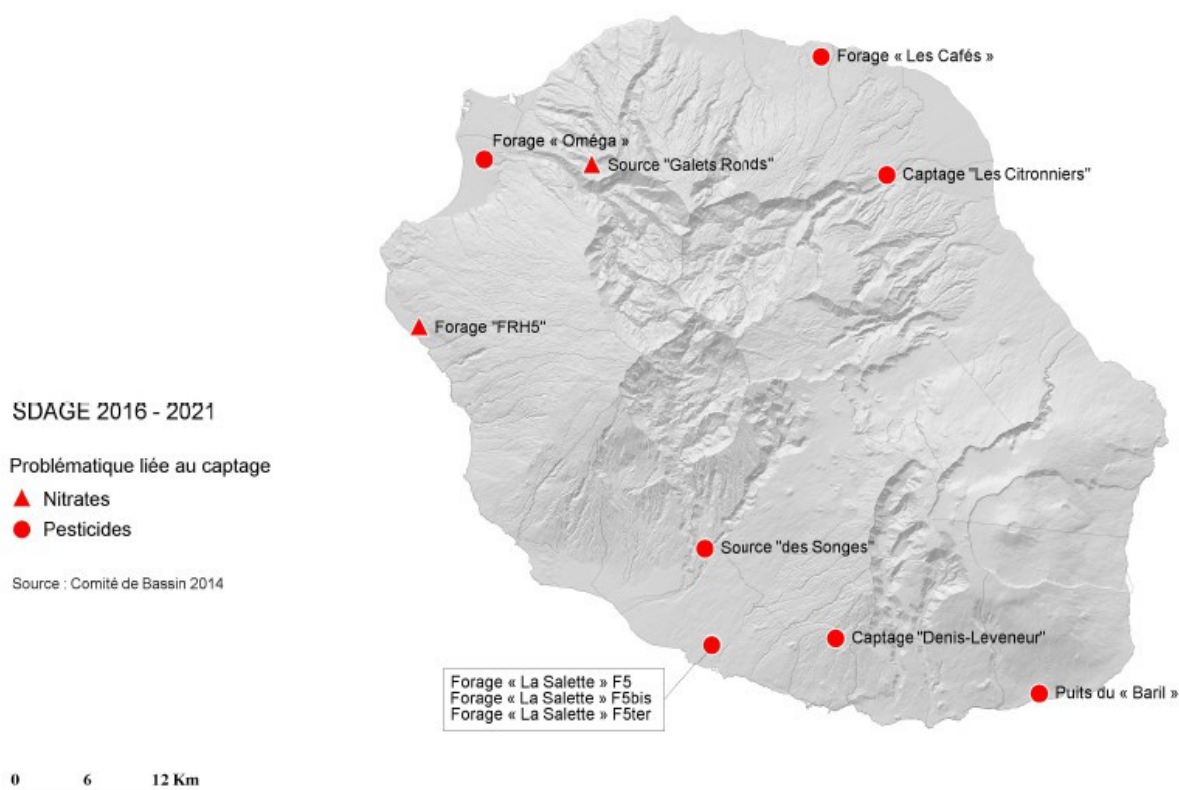 Forage « Les Cafés »
Forage « Oméga »
Source "Galets Ronds"
Captage "Les Citronniers"
Forage "FRH5"
SDAGE 2016 - 2021
Problématique liée au captage
Nitrates
Pesticides
Source : Comité de Bassin 2014
Source "des Songes"
Captage "Denis-Leveneur"
Forage « La Salette » F5
Forage « La Salette » F5bis
Forage « La Salette » F5ter
Puits du « Baril »
0 6 12 Km